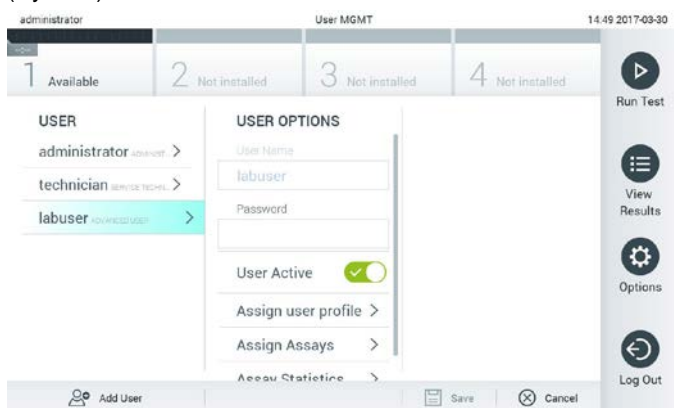 administrator User MGMT 14:49 2017-03-30
1 Available 2 Not installed 3 Not installed 4 Not installed
Run Test
USER
administrator
technician
labuser ADVANCED USER
USER OPTIONS
User Name
labuser
Password
User Active
Assign user profile
Assign Assays
Assay Statistics
View
Results
Options
Log Out
Add User Save Cancel